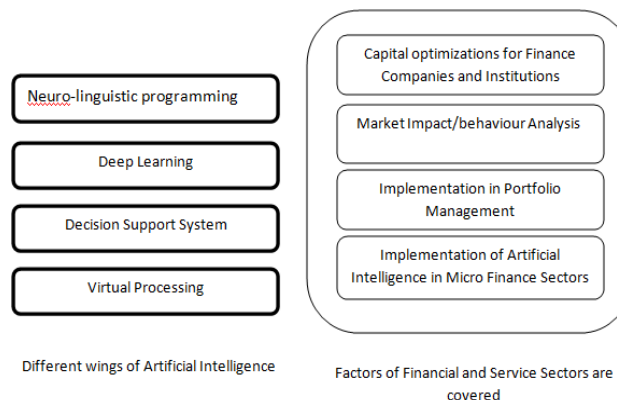 Neuro-linguistic programming
Deep Learning
Decision Support System
Virtual Processing
Different wings of Artificial Intelligence
Capital optimizations for Finance
Companies and Institutions
Market Impact/behaviour Analysis
Implementation in Portfolio
Management
Implementation of Artificial
Intelligence in Micro Finance Sectors
Factors of Financial and Service Sectors are
covered